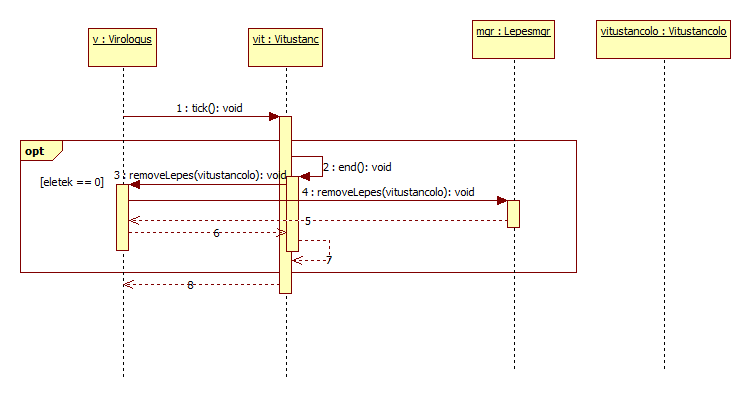 v : Virologus
vit : Vitustanc
mgr : Lepesmgr
vitustancolo : Vitustancolo
1 : tick(): void
opt
2 : end(): void
3 : removeLepes(vitustancolo): void
[eletek == 0]
4 : removeLepes(vitustancolo): void
5
6
7
8